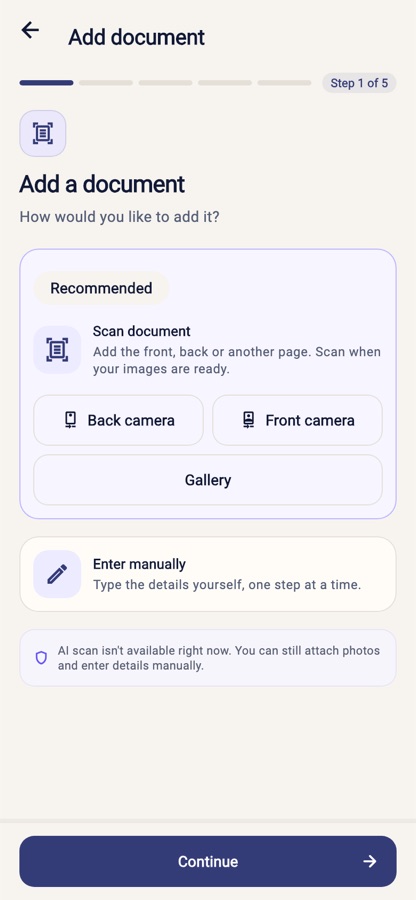 Add document
Step 1 of 5
Add a document
How would you like to add it?
Recommended
Scan document
Add the front, back or another page. Scan when
your images are ready.
Back camera
Front camera
Gallery
Enter manually
Type the details yourself, one step at a time.
AI scan isn't available right now. You can still attach photos
and enter details manually.
Continue